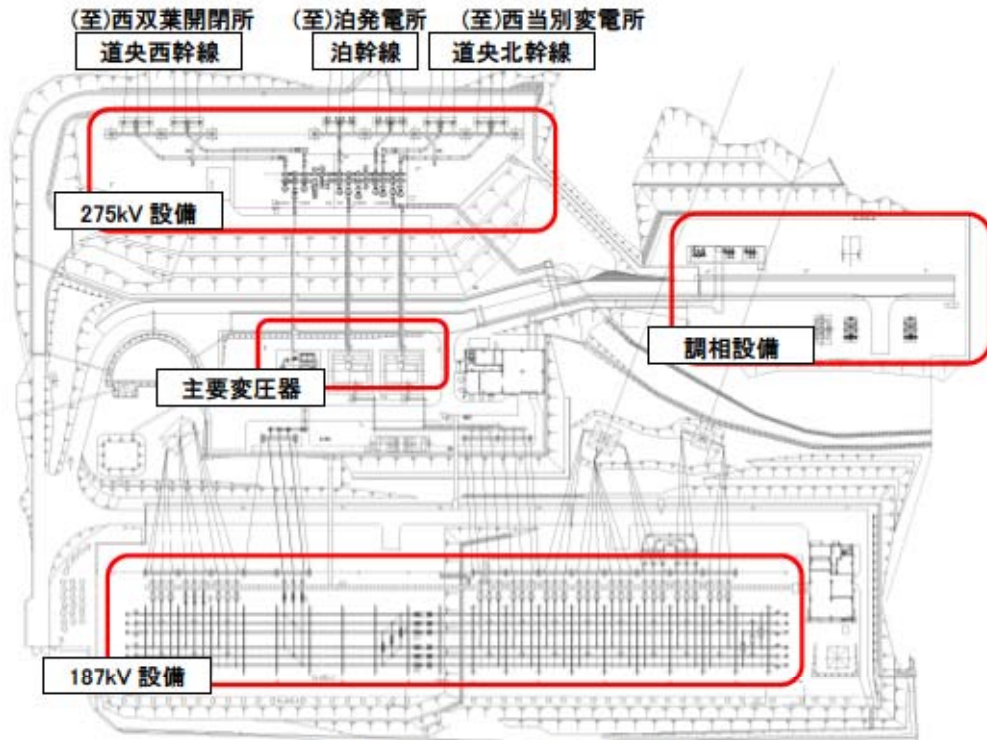 (至)西双葉開閉所 (至)泊発電所 (至)西当別変電所
道央西幹線 泊幹線 道央北幹線
275kV 設備
調相設備
主要変圧器
187kV 設備